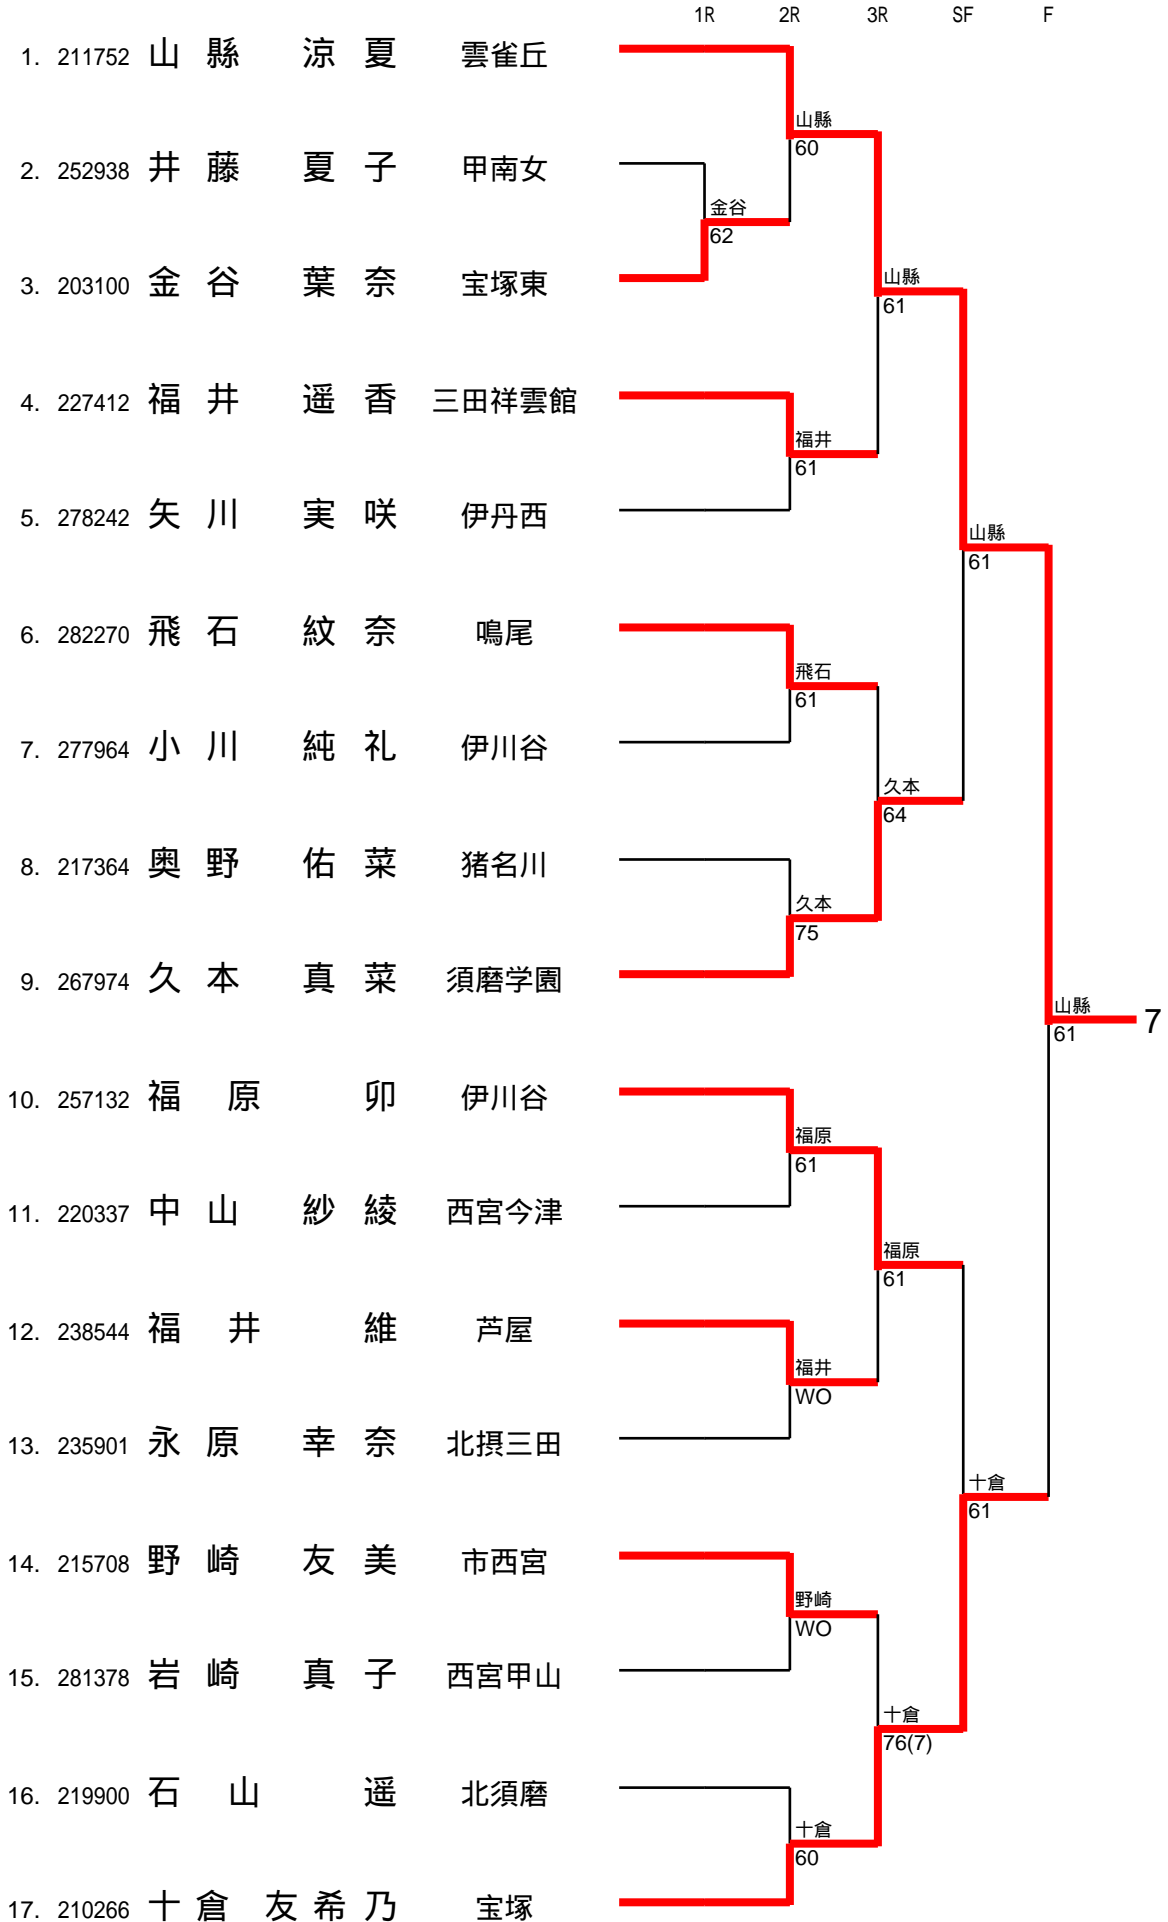 1R 2R 3R SF F
1. 211752 山縣 涼夏 雲雀丘
山縣
60
2. 252938 井藤 夏子 甲南女
金谷
62
3. 203100 金谷 葉奈 宝塚東
山縣
61
4. 227412 福井 遥香 三田祥雲館
福井
61
5. 278242 矢川 実咲 伊丹西
山縣
61
6. 282270 飛石 紋奈 鳴尾
飛石
61
7. 277964 小川 純礼 伊川谷
久本
64
8. 217364 奥野 佑菜 猪名川
久本
75
9. 267974 久本 真菜 須磨学園
山縣
61
7
10. 257132 福原 卯 伊川谷
福原
61
11. 220337 中山 紗綾 西宮今津
福原
61
12. 238544 福井 維 芦屋
福井
WO
13. 235901 永原 幸奈 北摂三田
十倉
61
14. 215708 野崎 友美 市西宮
野崎
WO
15. 281378 岩崎 真子 西宮甲山
十倉
76(7)
16. 219900 石山 遥 北須磨
十倉
60
17. 210266 十倉 友希乃 宝塚